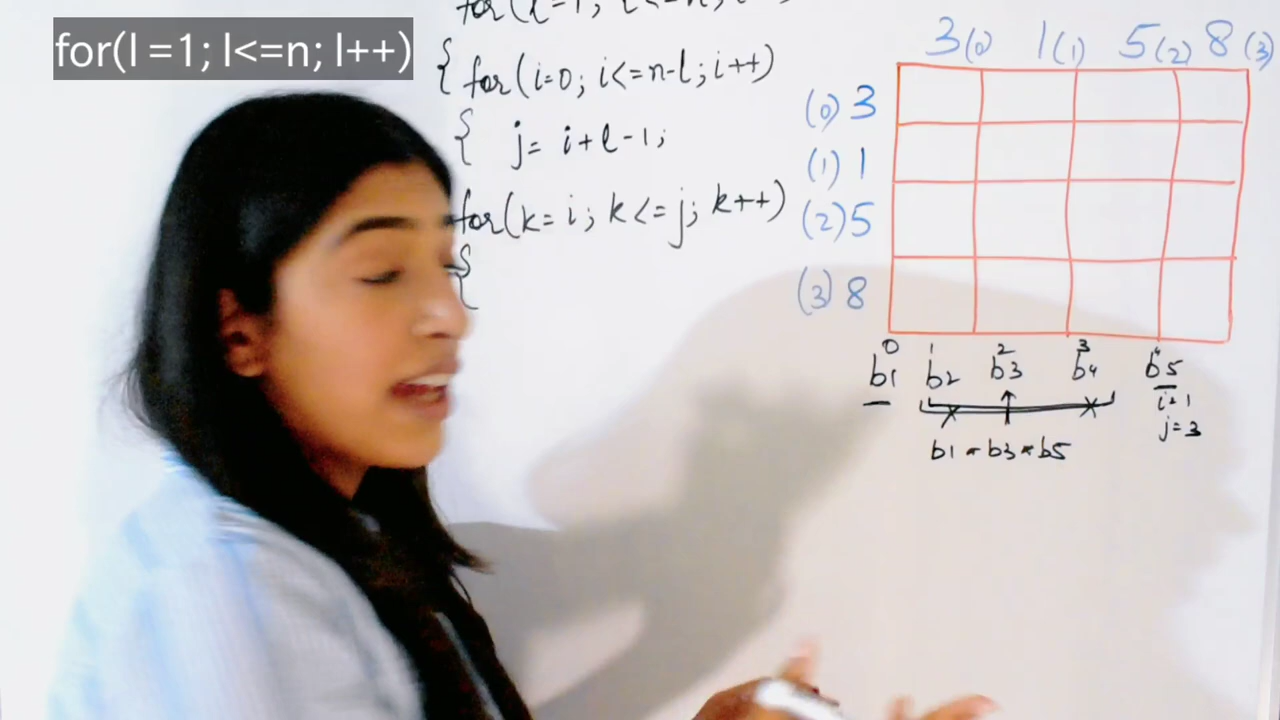 for(l =1; l<=n; l++)
for(l=1; l<=n; l
{ for(i=0; i<=n-l; i++)
{ j= i+l-1;
for(k= i; k<=j; k++)
{
3(0) 1(1) 5(2) 8(3)
(0) 3
(1) 1
(2) 5
(3) 8
0 1 2 3 4
b1 b2 b3 b4 b5
j=3
b1 * b3 * b5